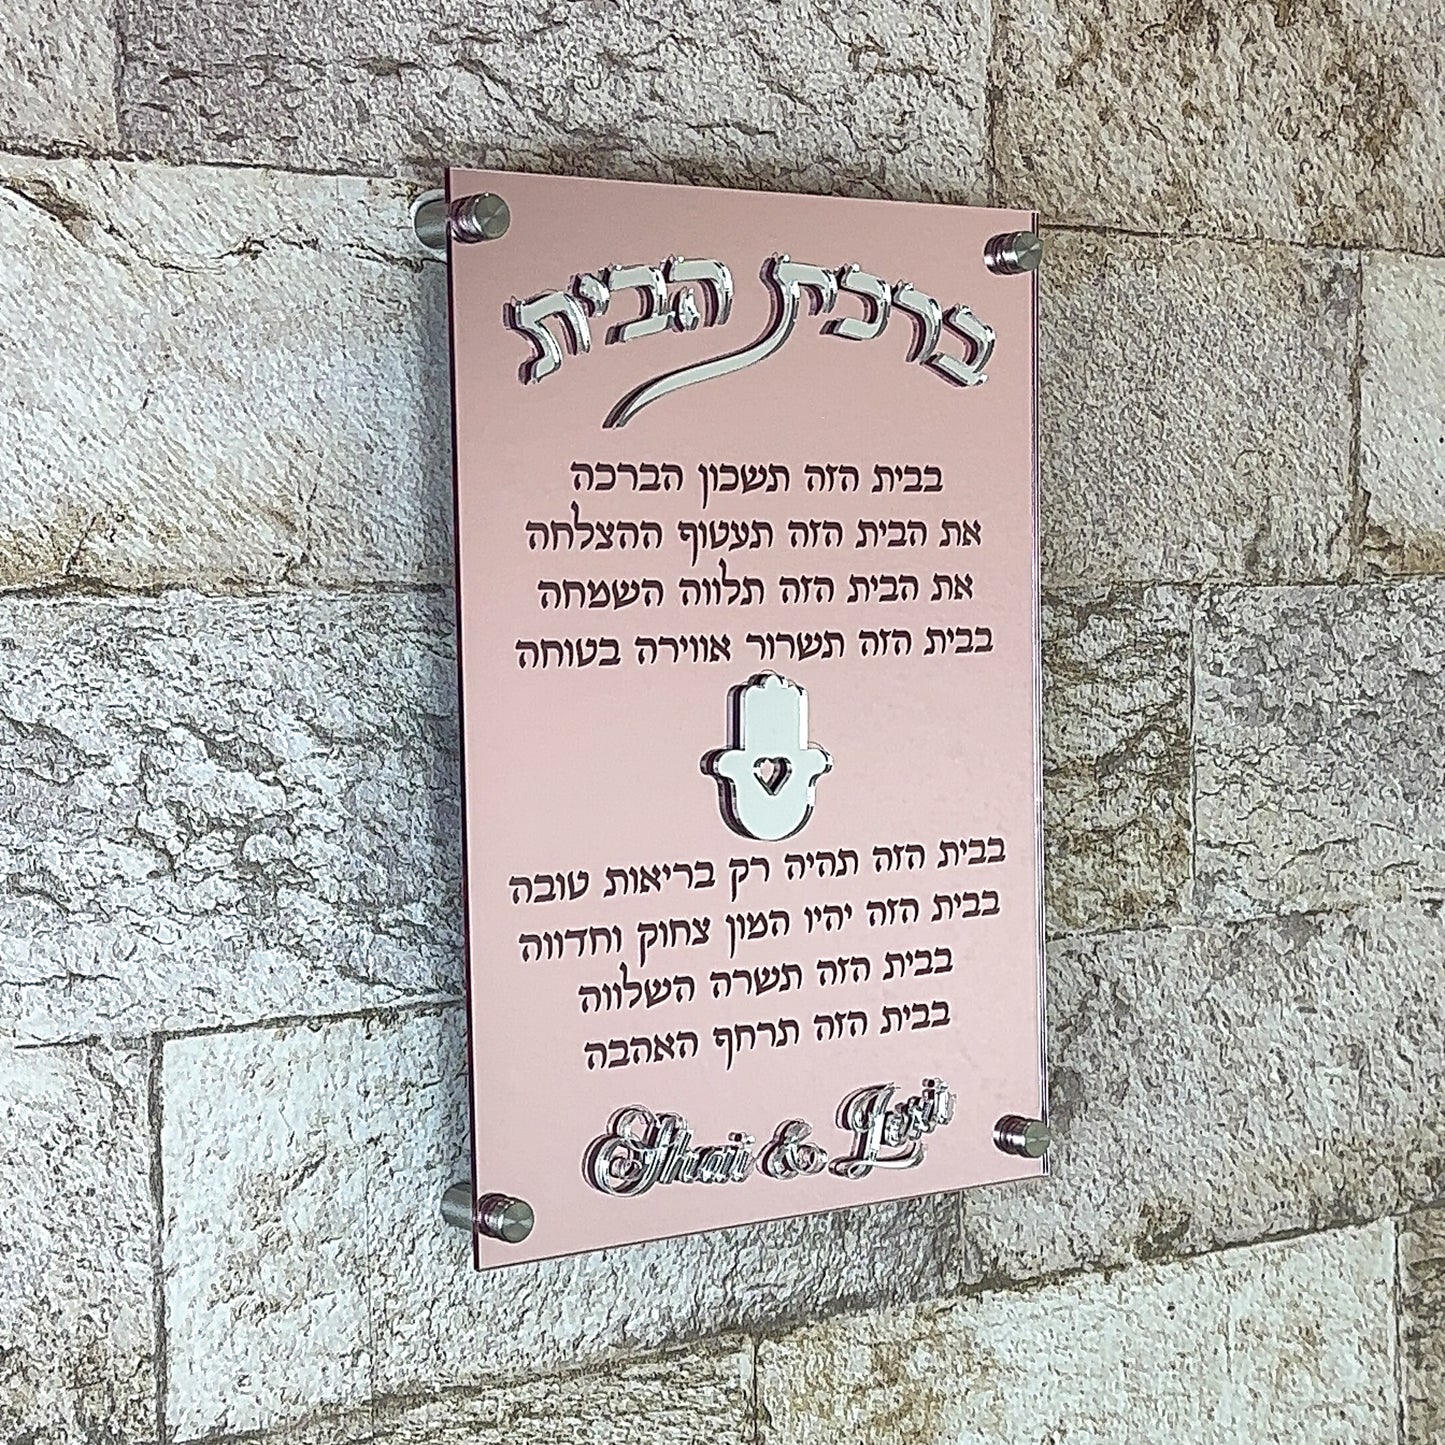 ברכת הבית
בבית הזה תשכון הברכה
את הבית הזה תעטוף ההצלחה
את הבית הזה תלווה השמחה
בבית הזה תשרור אווירה בטוחה
בבית הזה תהיה רק בריאות טובה
בבית הזה יהיו המון צחוק וחדווה
בבית הזה תשרה השלווה
בבית הזה תרחף האהבה
Shaii &